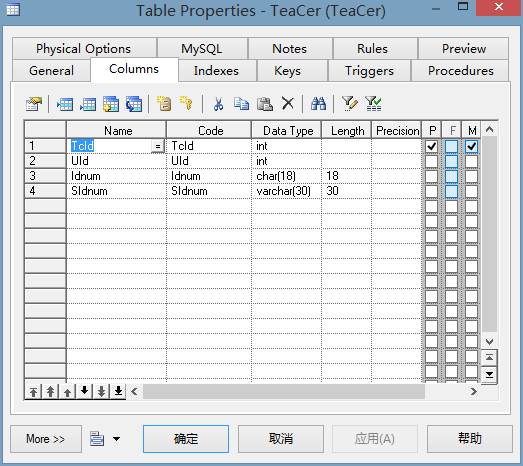 Table Properties - TeaCer (TeaCer)
Physical Options MySQL Notes Rules Preview
General Columns Indexes Keys Triggers Procedures
Name Code Data Type Length Precision P F M
1 TcId = TcId int
2 UId UId int
3 Idnum Idnum char(18) 18
4 SIdnum SIdnum varchar(30) 30
More >> 确定 取消 应用(A) 帮助